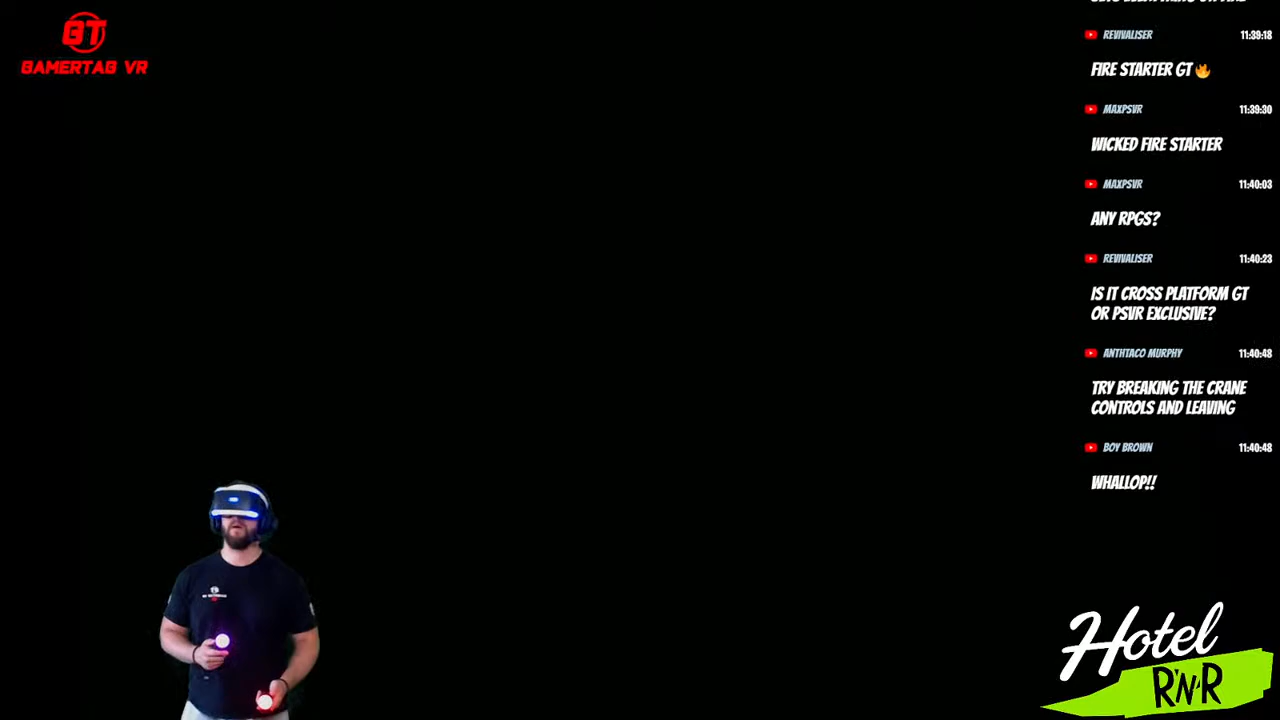 GT
GAMERTAG VR
REVIVALISER 11:39:18
FIRE STARTER GT🔥
MAXPSVR 11:39:30
WICKED FIRE STARTER
MAXPSVR 11:40:03
ANY RPGS?
REVIVALISER 11:40:23
IS IT CROSS PLATFORM GT
OR PSVR EXCLUSIVE?
ANTHTACO MURPHY 11:40:48
TRY BREAKING THE CRANE
CONTROLS AND LEAVING
BOY BROWN 11:40:48
WHALLOP!!
Hotel
R'N'R